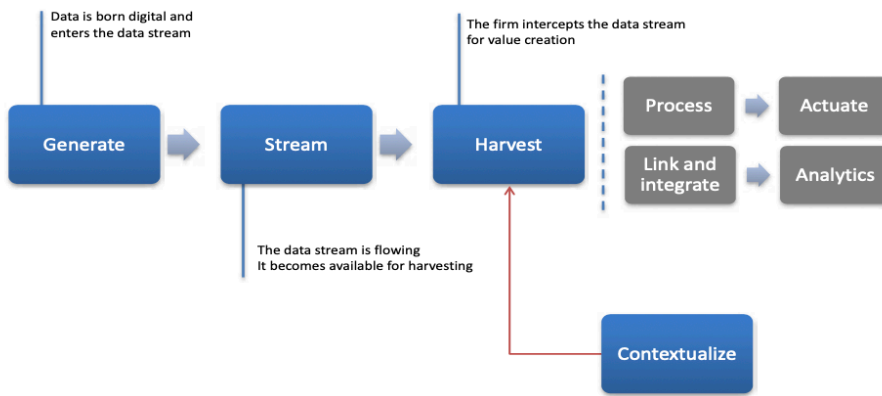 Data is born digital and
enters the data stream
The firm intercepts the data stream
for value creation
Generate
Stream
Harvest
Process
Actuate
Link and
integrate
Analytics
The data stream is flowing
It becomes available for harvesting
Contextualize